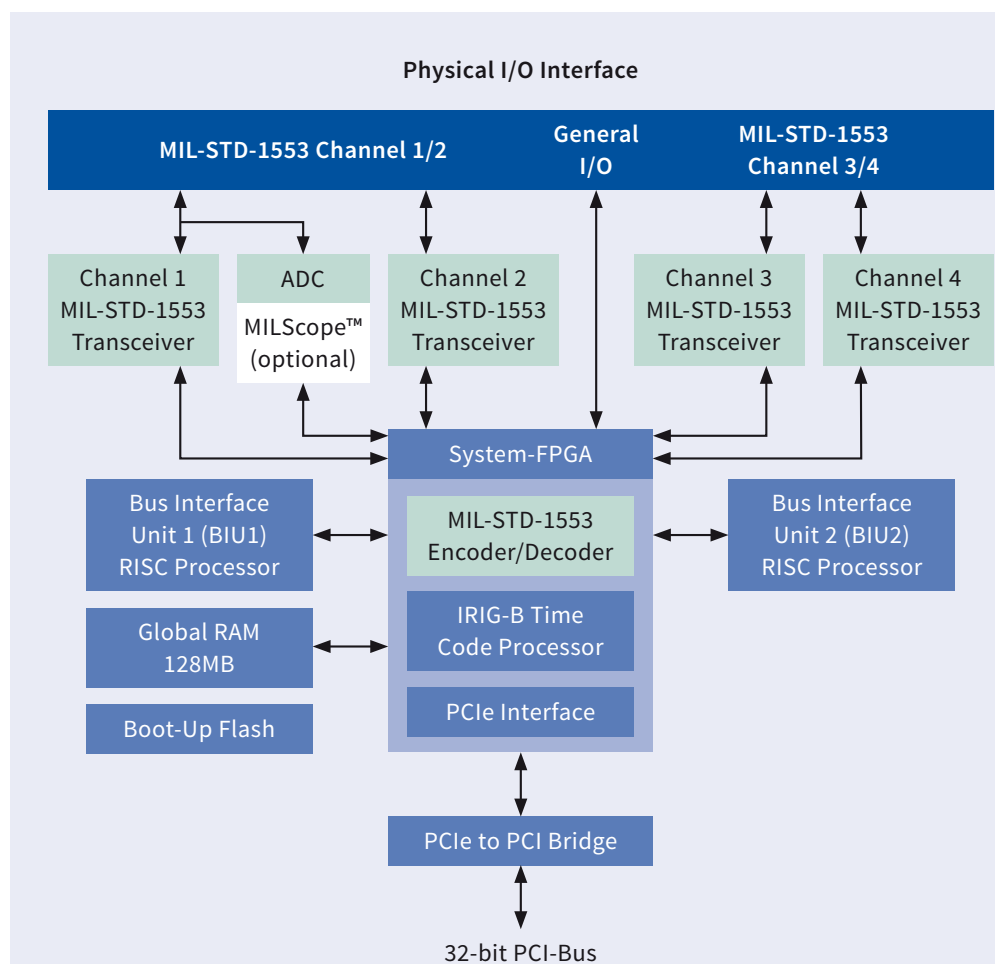 Physical I/O Interface
MIL-STD-1553 Channel 1/2
General
I/O
MIL-STD-1553
Channel 3/4
Channel 1
MIL-STD-1553
Transceiver
ADC
MILScope™
(optional)
Channel 2
MIL-STD-1553
Transceiver
Channel 3
MIL-STD-1553
Transceiver
Channel 4
MIL-STD-1553
Transceiver
System-FPGA
Bus Interface
Unit 1 (BIU1)
RISC Processor
MIL-STD-1553
Encoder/Decoder
Bus Interface
Unit 2 (BIU2)
RISC Processor
Global RAM
128MB
IRIG-B Time
Code Processor
Boot-Up Flash
PCIe Interface
PCIe to PCI Bridge
32-bit PCI-Bus